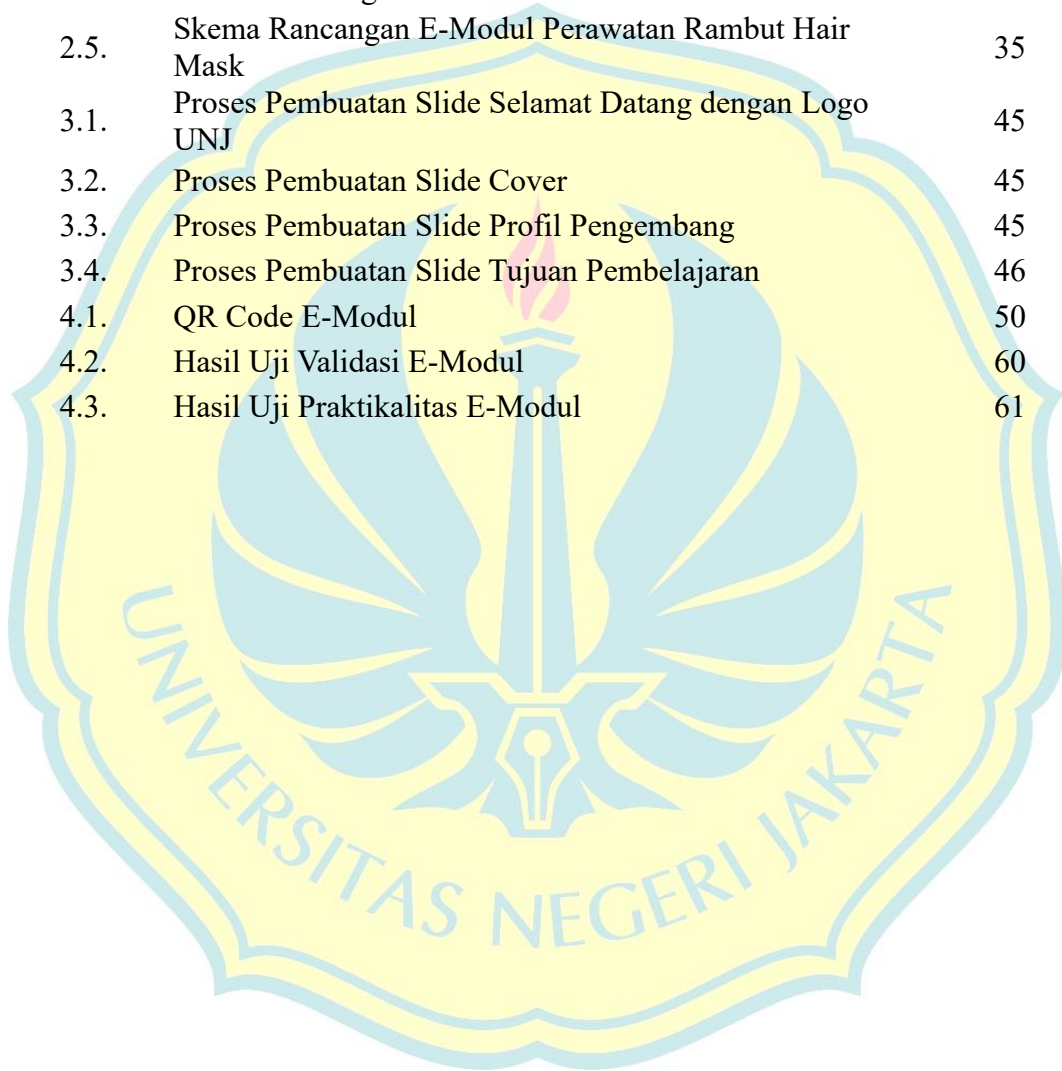 2.5. Skema Rancangan E-Modul Perawatan Rambut Hair
Mask 35
3.1. Proses Pembuatan Slide Selamat Datang dengan Logo
UNJ 45
3.2. Proses Pembuatan Slide Cover 45
3.3. Proses Pembuatan Slide Profil Pengembang 45
3.4. Proses Pembuatan Slide Tujuan Pembelajaran 46
4.1. QR Code E-Modul 50
4.2. Hasil Uji Validasi E-Modul 60
4.3. Hasil Uji Praktikalitas E-Modul 61
UNIVERSITAS NEGERI JAKARTA